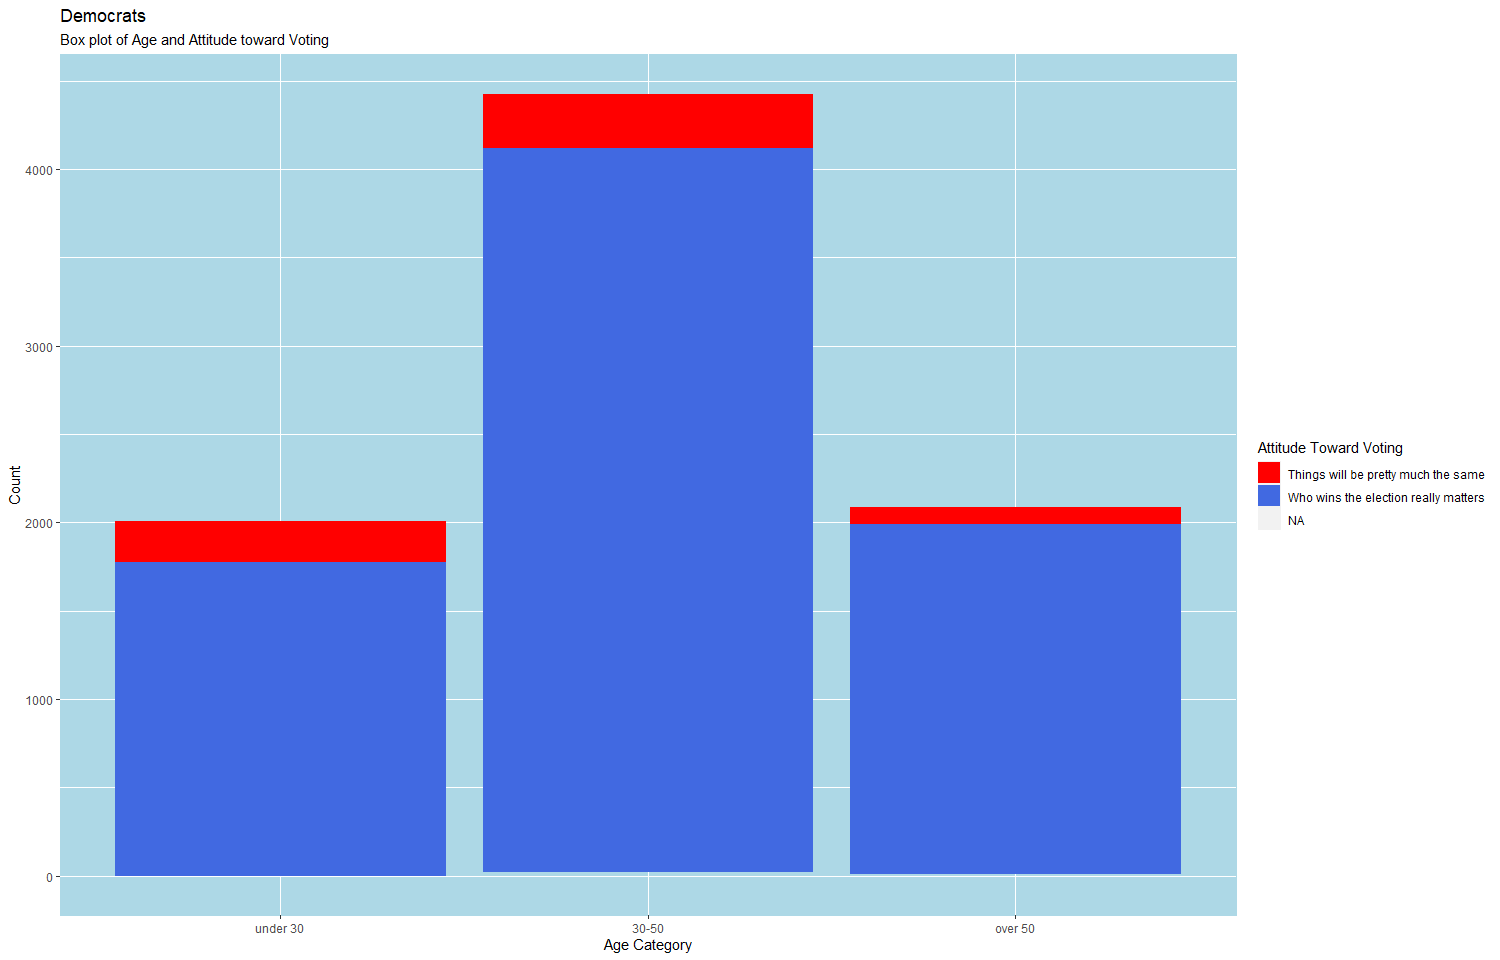 Democrats
Box plot of Age and Attitude toward Voting
Count
4000
3000
2000
1000
0
under 30
30-50
over 50
Age Category
Attitude Toward Voting
Things will be pretty much the same
Who wins the election really matters
NA